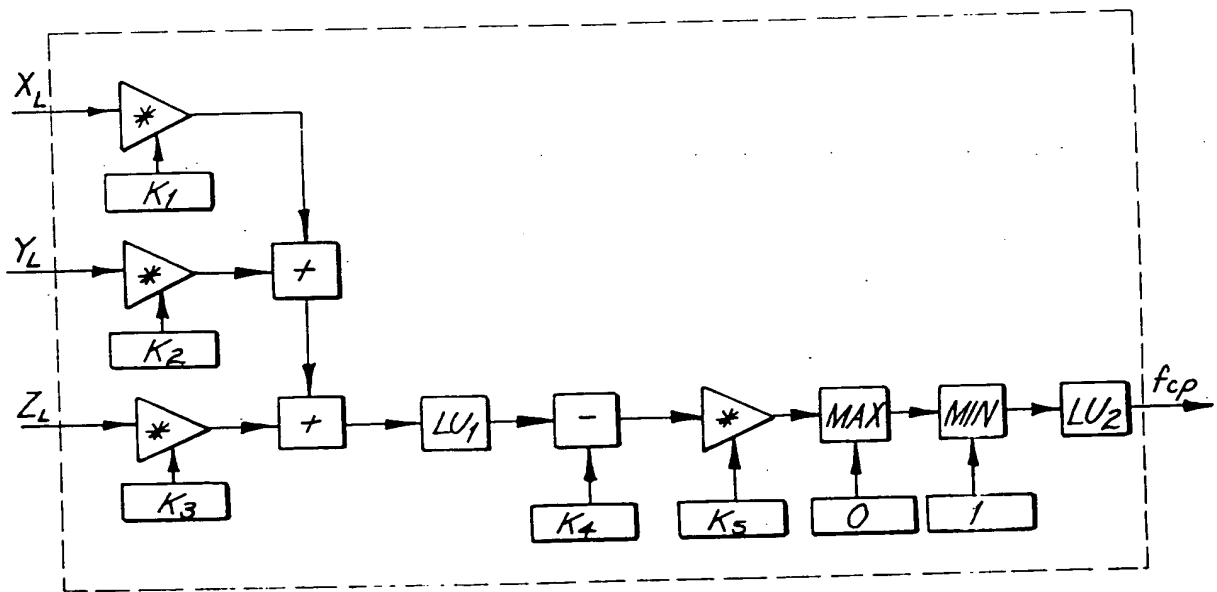 X_L
*
K_1
Y_L
*
+
K_2
Z_L
*
+
LU_1
-
*
MAX
MIN
LU_2
f_cp
K_3
K_4
K_5
0
1